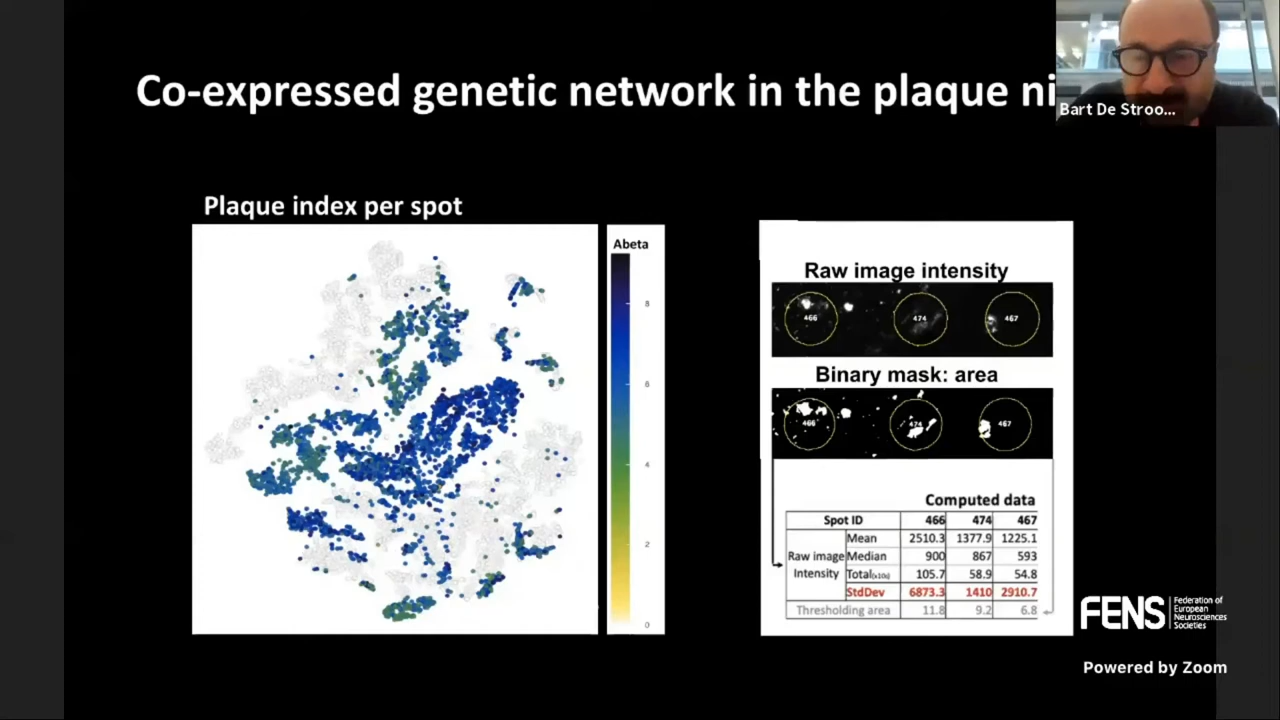 Co-expressed genetic network in the plaque ni
Bart De Stroo...
Plaque index per spot
Abeta
8
6
4
2
0
Raw image intensity
466 474 467
Binary mask: area
466 474 467
Computed data
Spot ID 466 474 467
Mean 2510.3 1377.9 1225.1
Raw image Median 900 867 593
Intensity Total(x10s) 105.7 58.9 54.8
StdDev 6873.3 1410 2910.7
Thresholding area 11.8 9.2 6.8
FENS
Federation of
European
Neurosciences
Societies
Powered by Zoom